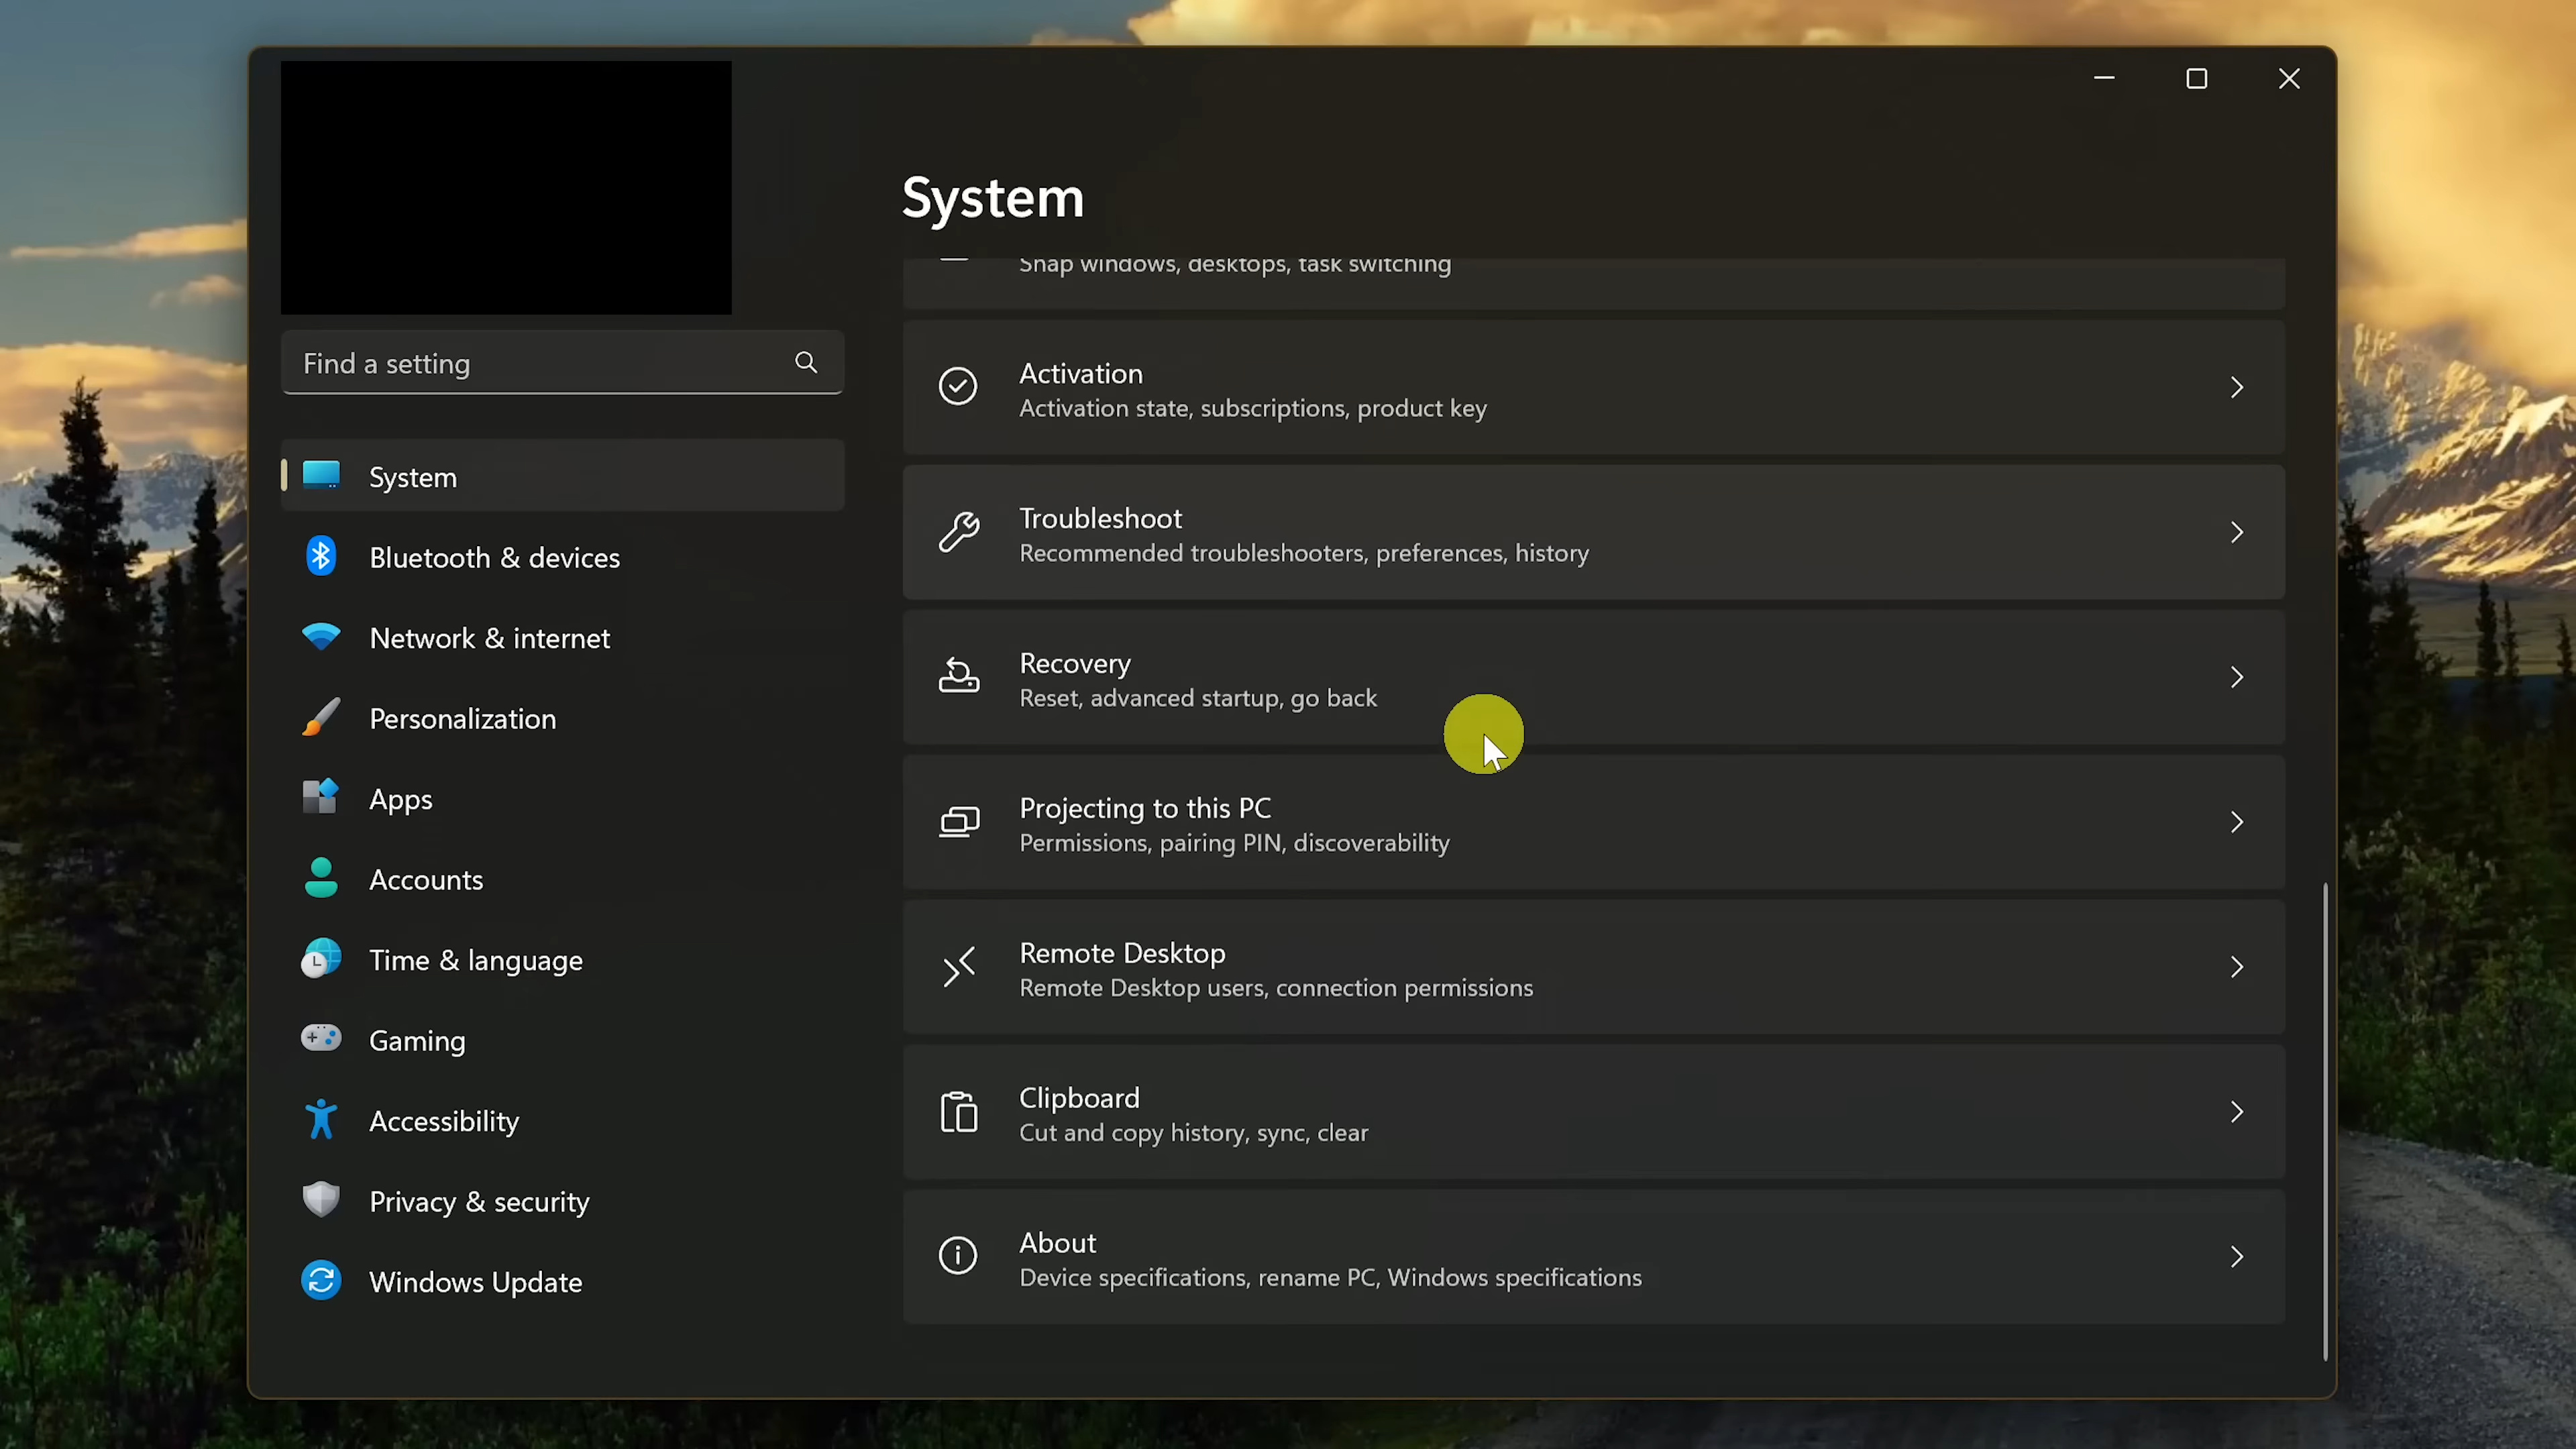 System
Snap windows, desktops, task switching
Find a setting
Activation
Activation state, subscriptions, product key
System
Troubleshoot
Recommended troubleshooters, preferences, history
Bluetooth & devices
Network & internet
Recovery
Reset, advanced startup, go back
Personalization
Apps
Projecting to this PC
Permissions, pairing PIN, discoverability
Accounts
Time & language
Remote Desktop
Remote Desktop users, connection permissions
Gaming
Accessibility
Clipboard
Cut and copy history, sync, clear
Privacy & security
Windows Update
About
Device specifications, rename PC, Windows specifications